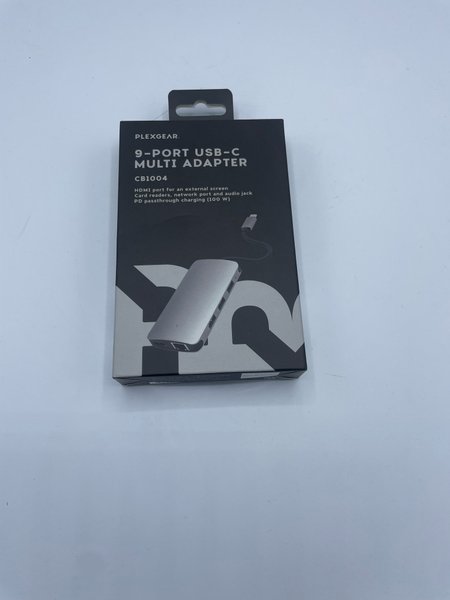 PLEXGEAR.
9-PORT USB-C
MULTI ADAPTER
CB1004
HDMI port for an external screen
Card readers, network port and audio jack
PD passthrough charging (100 W)